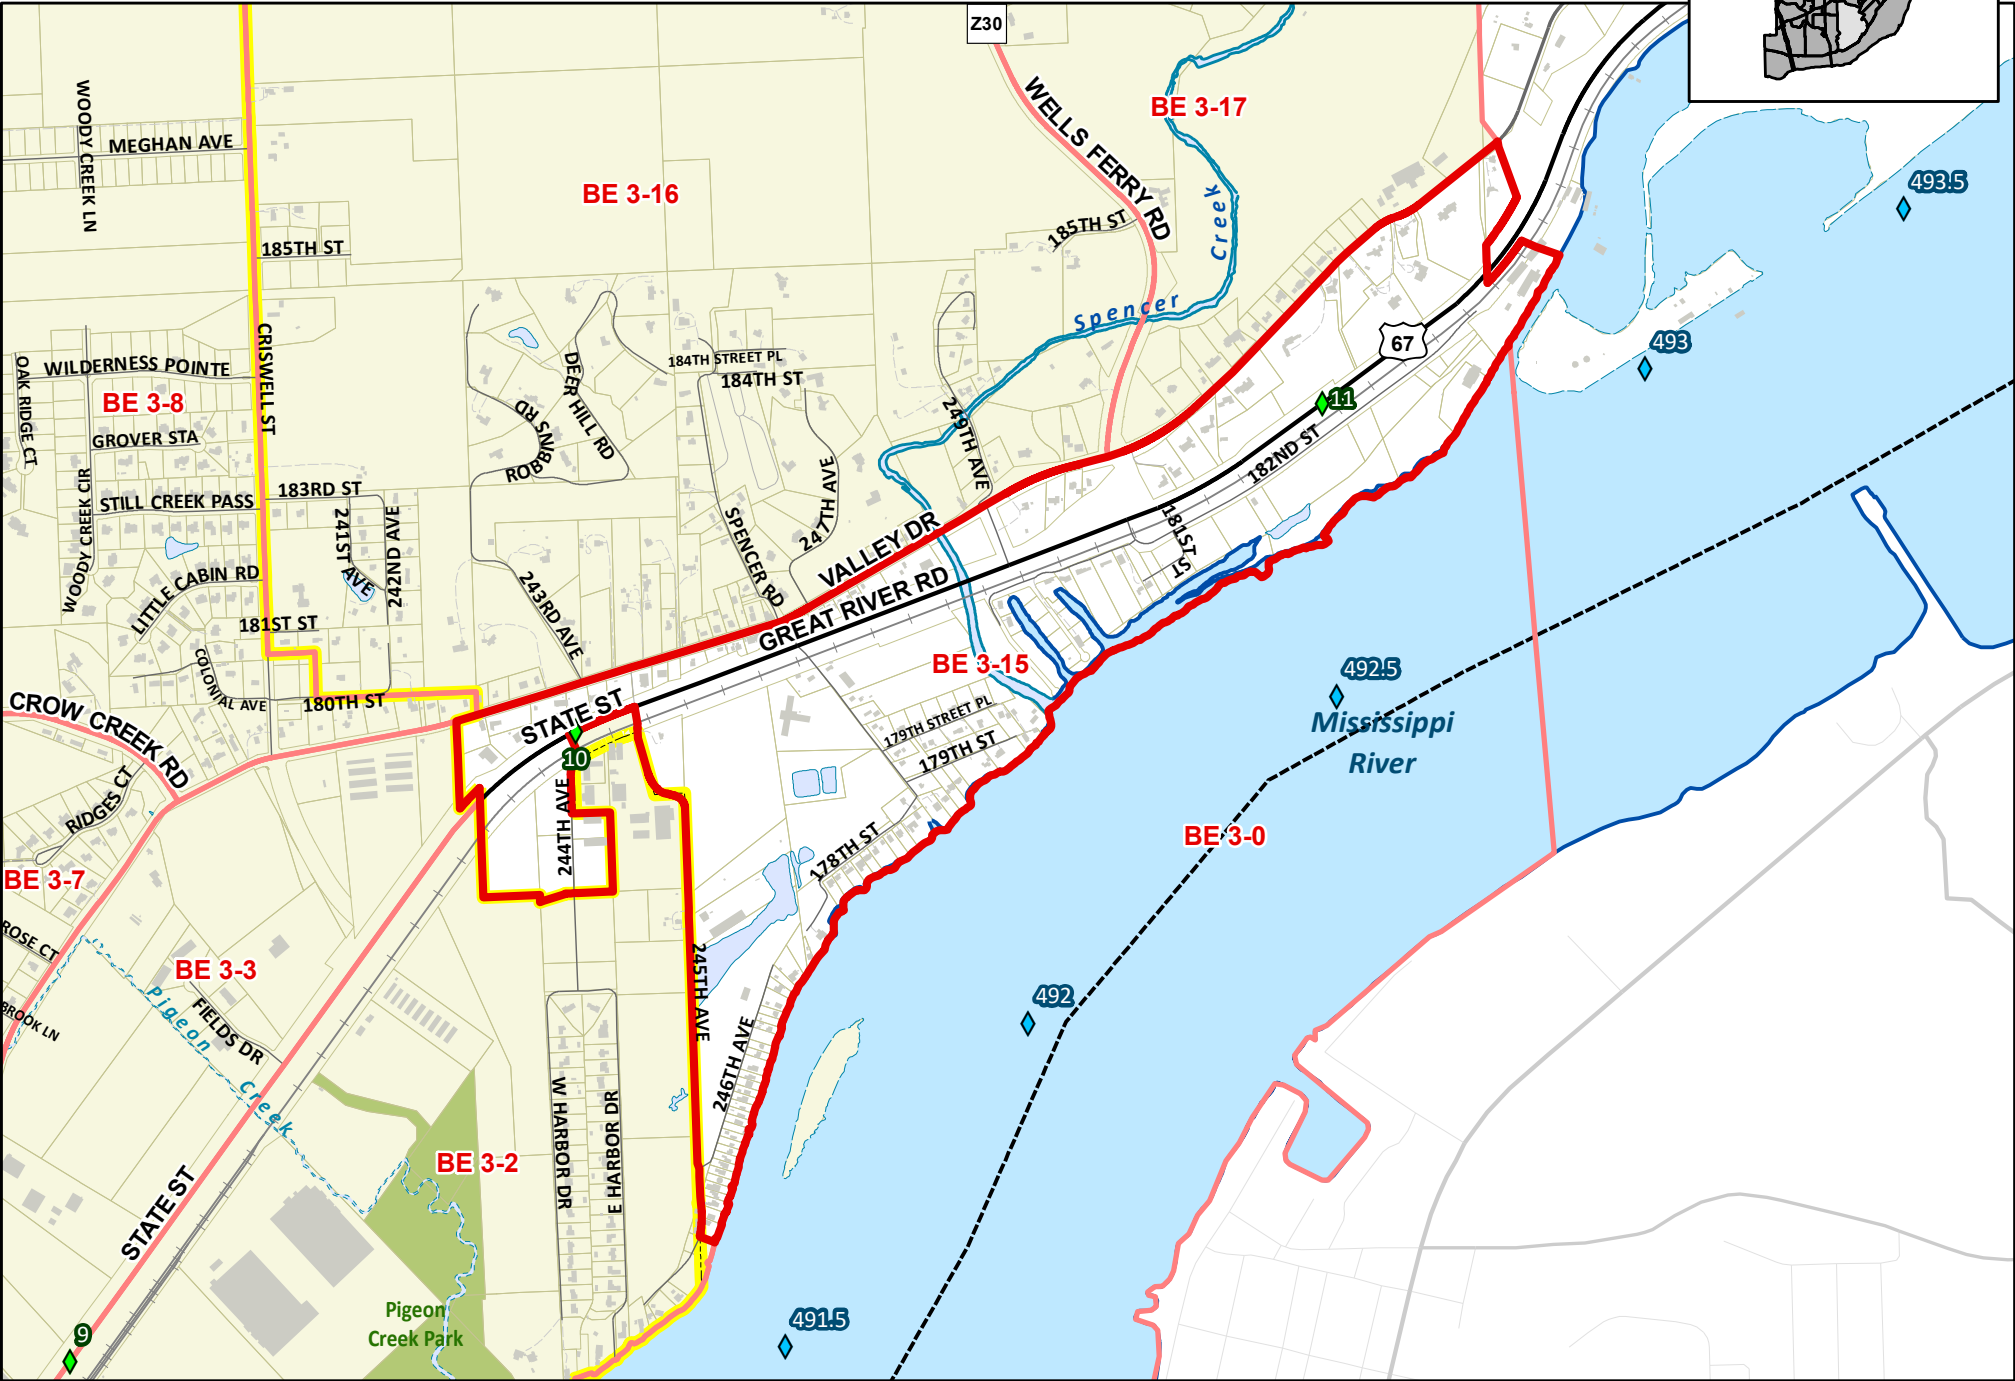 Z30
WOODY CREEK LN
MEGHAN AVE
BE 3-16
WELLS FERRY RD
BE 3-17
493.5
185TH ST
185TH ST
Spencer
Creek
CRISWELL ST
OAK RIDGE CT
WILDERNESS POINTE
BE 3-8
GROVER STA
WOODY CREEK CIR
STILL CREEK PASS
183RD ST
241ST AVE
242ND AVE
LITTLE CABIN RD
181ST ST
COLONIAL AVE
180TH ST
ROBBINS RD
DEER HILL RD
184TH STREET PL
184TH ST
249TH AVE
247TH AVE
SPENCER RD
243RD AVE
VALLEY DR
GREAT RIVER RD
67
493
11
182ND ST
181ST
ST
BE 3-15
492.5
Mississippi
River
CROW CREEK RD
STATE ST
10
179TH STREET PL
179TH ST
178TH ST
244TH AVE
RIDGES CT
BE 3-7
BE 3-0
ROSE CT
BE 3-3
Pigeon
Creek
FIELDS DR
BROOK LN
245TH AVE
246TH AVE
492
W HARBOR DR
E HARBOR DR
BE 3-2
STATE ST
Pigeon
Creek Park
9
491.5